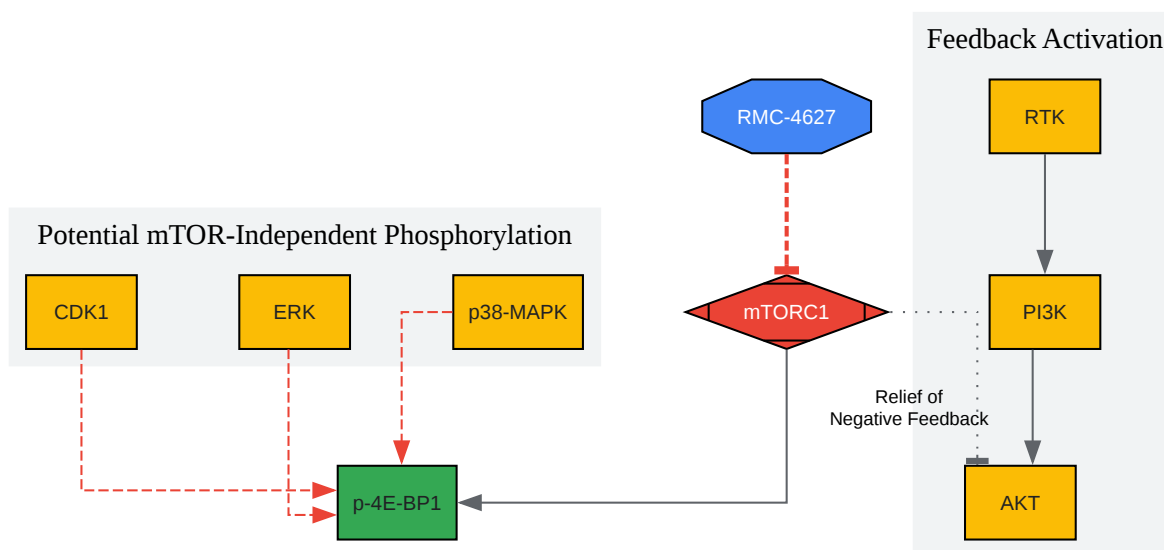 Feedback Activation
RMC-4627
RTK
Potential mTOR-Independent Phosphorylation
CDK1
ERK
p38-MAPK
mTORC1
PI3K
Relief of
Negative Feedback
p-4E-BP1
AKT